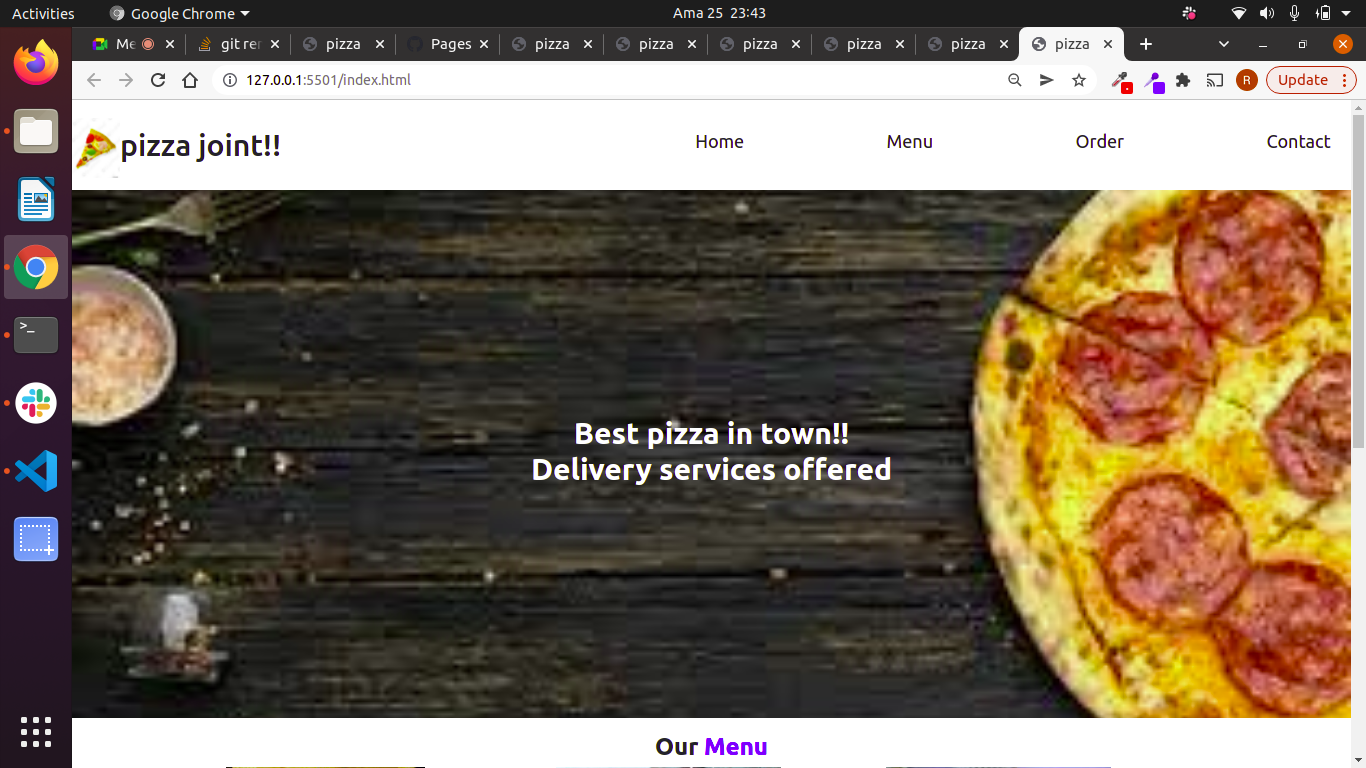 Activities
Google Chrome
Ama 25 23:43
Me
git rer
pizza
Pages
pizza
pizza
pizza
pizza
pizza
pizza
127.0.0.1:5501/index.html
R
Update
pizza joint!!
Home
Menu
Order
Contact
Best pizza in town!!
Delivery services offered
Our Menu